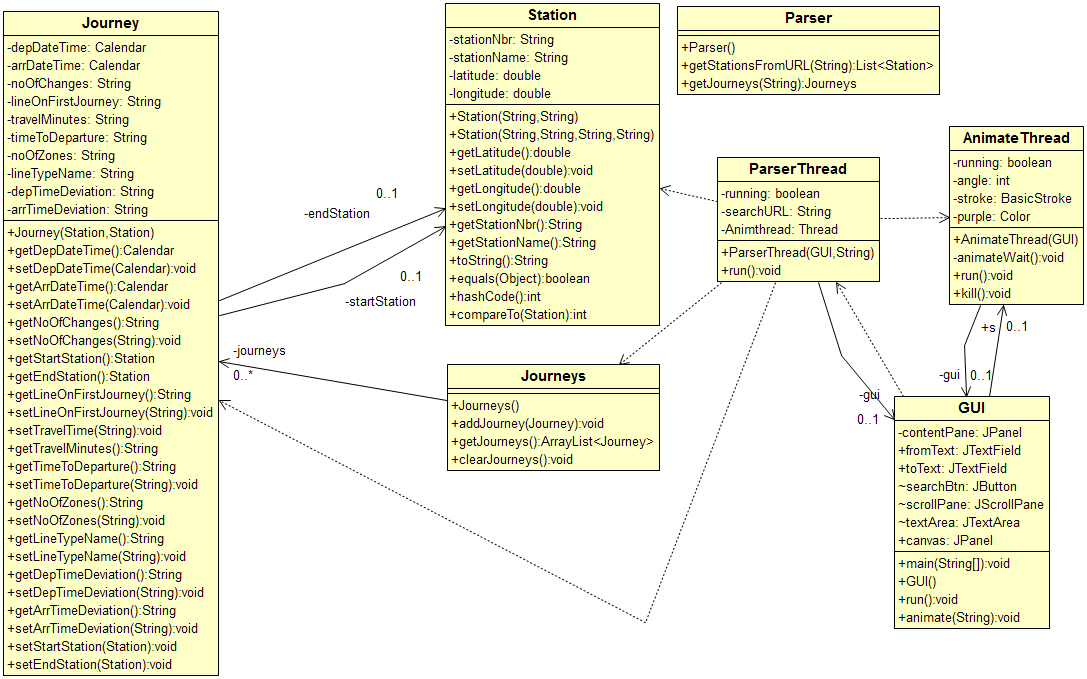 Journey
-depDateTime: Calendar
-arrDateTime: Calendar
-noOfChanges: String
-lineOnFirstJourney: String
-travelMinutes: String
-timeToDeparture: String
-noOfZones: String
-lineTypeName: String
-depTimeDeviation: String
-arrTimeDeviation: String
+Journey(Station,Station)
+getDepDateTime():Calendar
+setDepDateTime(Calendar):void
+getArrDateTime():Calendar
+setArrDateTime(Calendar):void
+getNoOfChanges():String
+setNoOfChanges(String):void
+getStartStation():Station
+getEndStation():Station
+getLineOnFirstJourney():String
+setLineOnFirstJourney(String):void
+setTravelTime(String):void
+getTravelMinutes():String
+getTimeToDeparture():String
+setTimeToDeparture(String):void
+getNoOfZones():String
+setNoOfZones(String):void
+getLineTypeName():String
+setLineTypeName(String):void
+getDepTimeDeviation():String
+setDepTimeDeviation(String):void
+getArrTimeDeviation():String
+setArrTimeDeviation(String):void
+setStartStation(Station):void
+setEndStation(Station):void
0..1
-endStation
0..1
-startStation
-journeys
0..*
Station
-stationNbr: String
-stationName: String
-latitude: double
-longitude: double
+Station(String,String)
+Station(String,String,String,String)
+getLatitude():double
+setLatitude(double):void
+getLongitude():double
+setLongitude(double):void
+getStationNbr():String
+getStationName():String
+toString():String
+equals(Object):boolean
+hashCode():int
+compareTo(Station):int
Journeys
+Journeys()
+addJourney(Journey):void
+getJourneys():ArrayList<Journey>
+clearJourneys():void
Parser
+Parser()
+getStationsFromURL(String):List<Station>
+getJourneys(String):Journeys
ParserThread
-running: boolean
-searchURL: String
-Animthread: Thread
+ParserThread(GUI,String)
+run():void
AnimateThread
-running: boolean
-angle: int
-stroke: BasicStroke
-purple: Color
+AnimateThread(GUI)
-animateWait():void
+run():void
+kill():void
+s 0..1
-gui 0..1
-gui
0..1
GUI
-contentPane: JPanel
+fromText: JTextField
+toText: JTextField
~searchBtn: JButton
~scrollPane: JScrollPane
~textArea: JTextArea
+canvas: JPanel
+main(String[]):void
+GUI()
+run():void
+animate(String):void